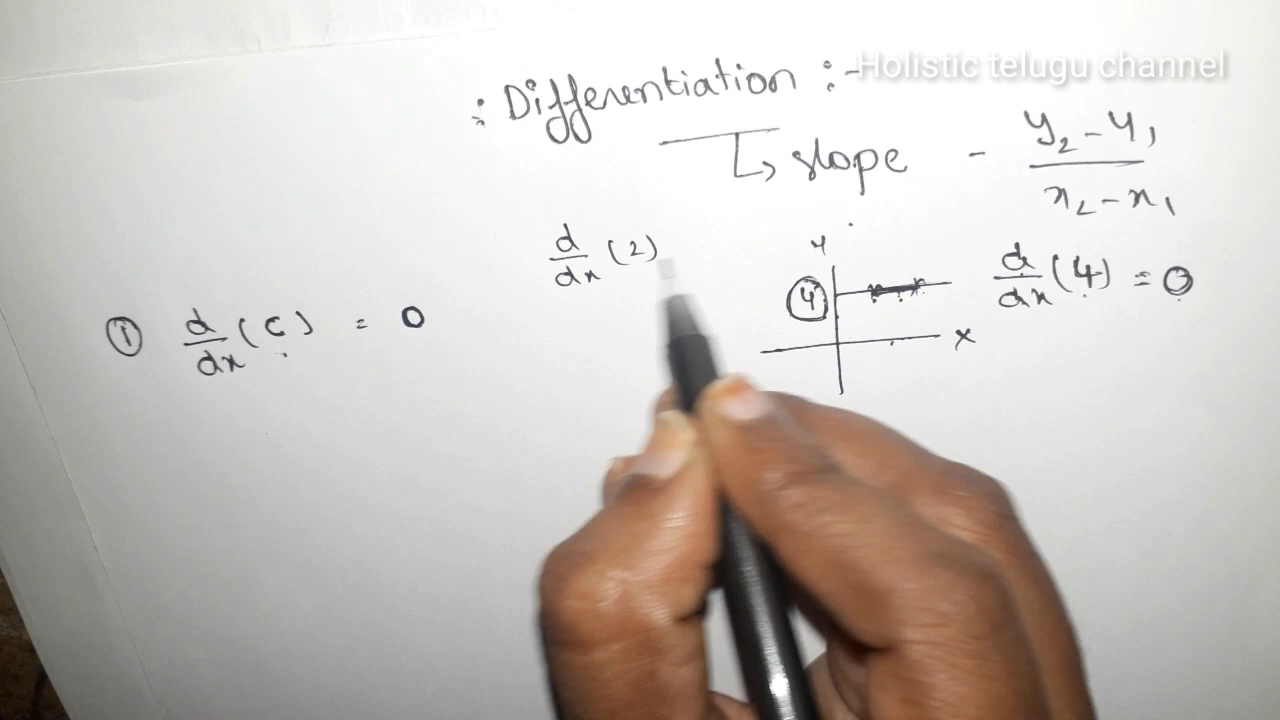 Holistic telugu channel
: Differentiation :-
↳ slope - y₂-y₁/x₂-x₁
d/dx (2)
y
④ d/dx (4) = 0
① d/dx (C) = 0
x